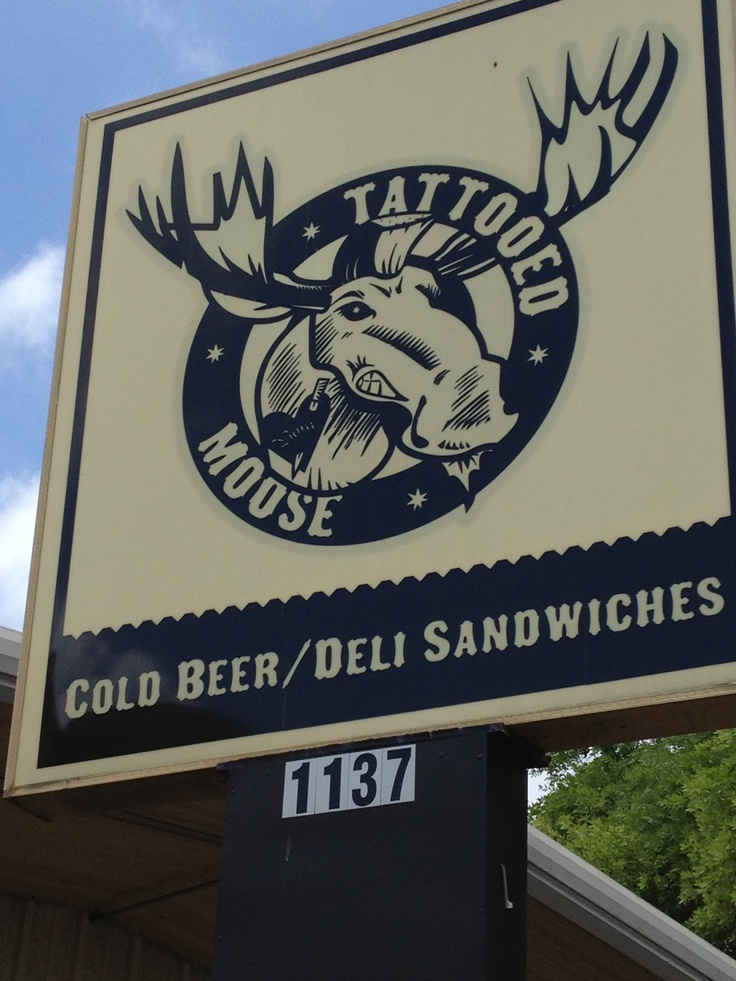 TATTOOED
MOOSE
COLD BEER/DELI SANDWICHES
1137